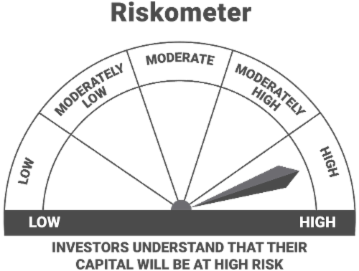 Riskometer
LOW
MODERATELY
LOW
MODERATE
MODERATELY
HIGH
HIGH
LOW
HIGH
INVESTORS UNDERSTAND THAT THEIR
CAPITAL WILL BE AT HIGH RISK